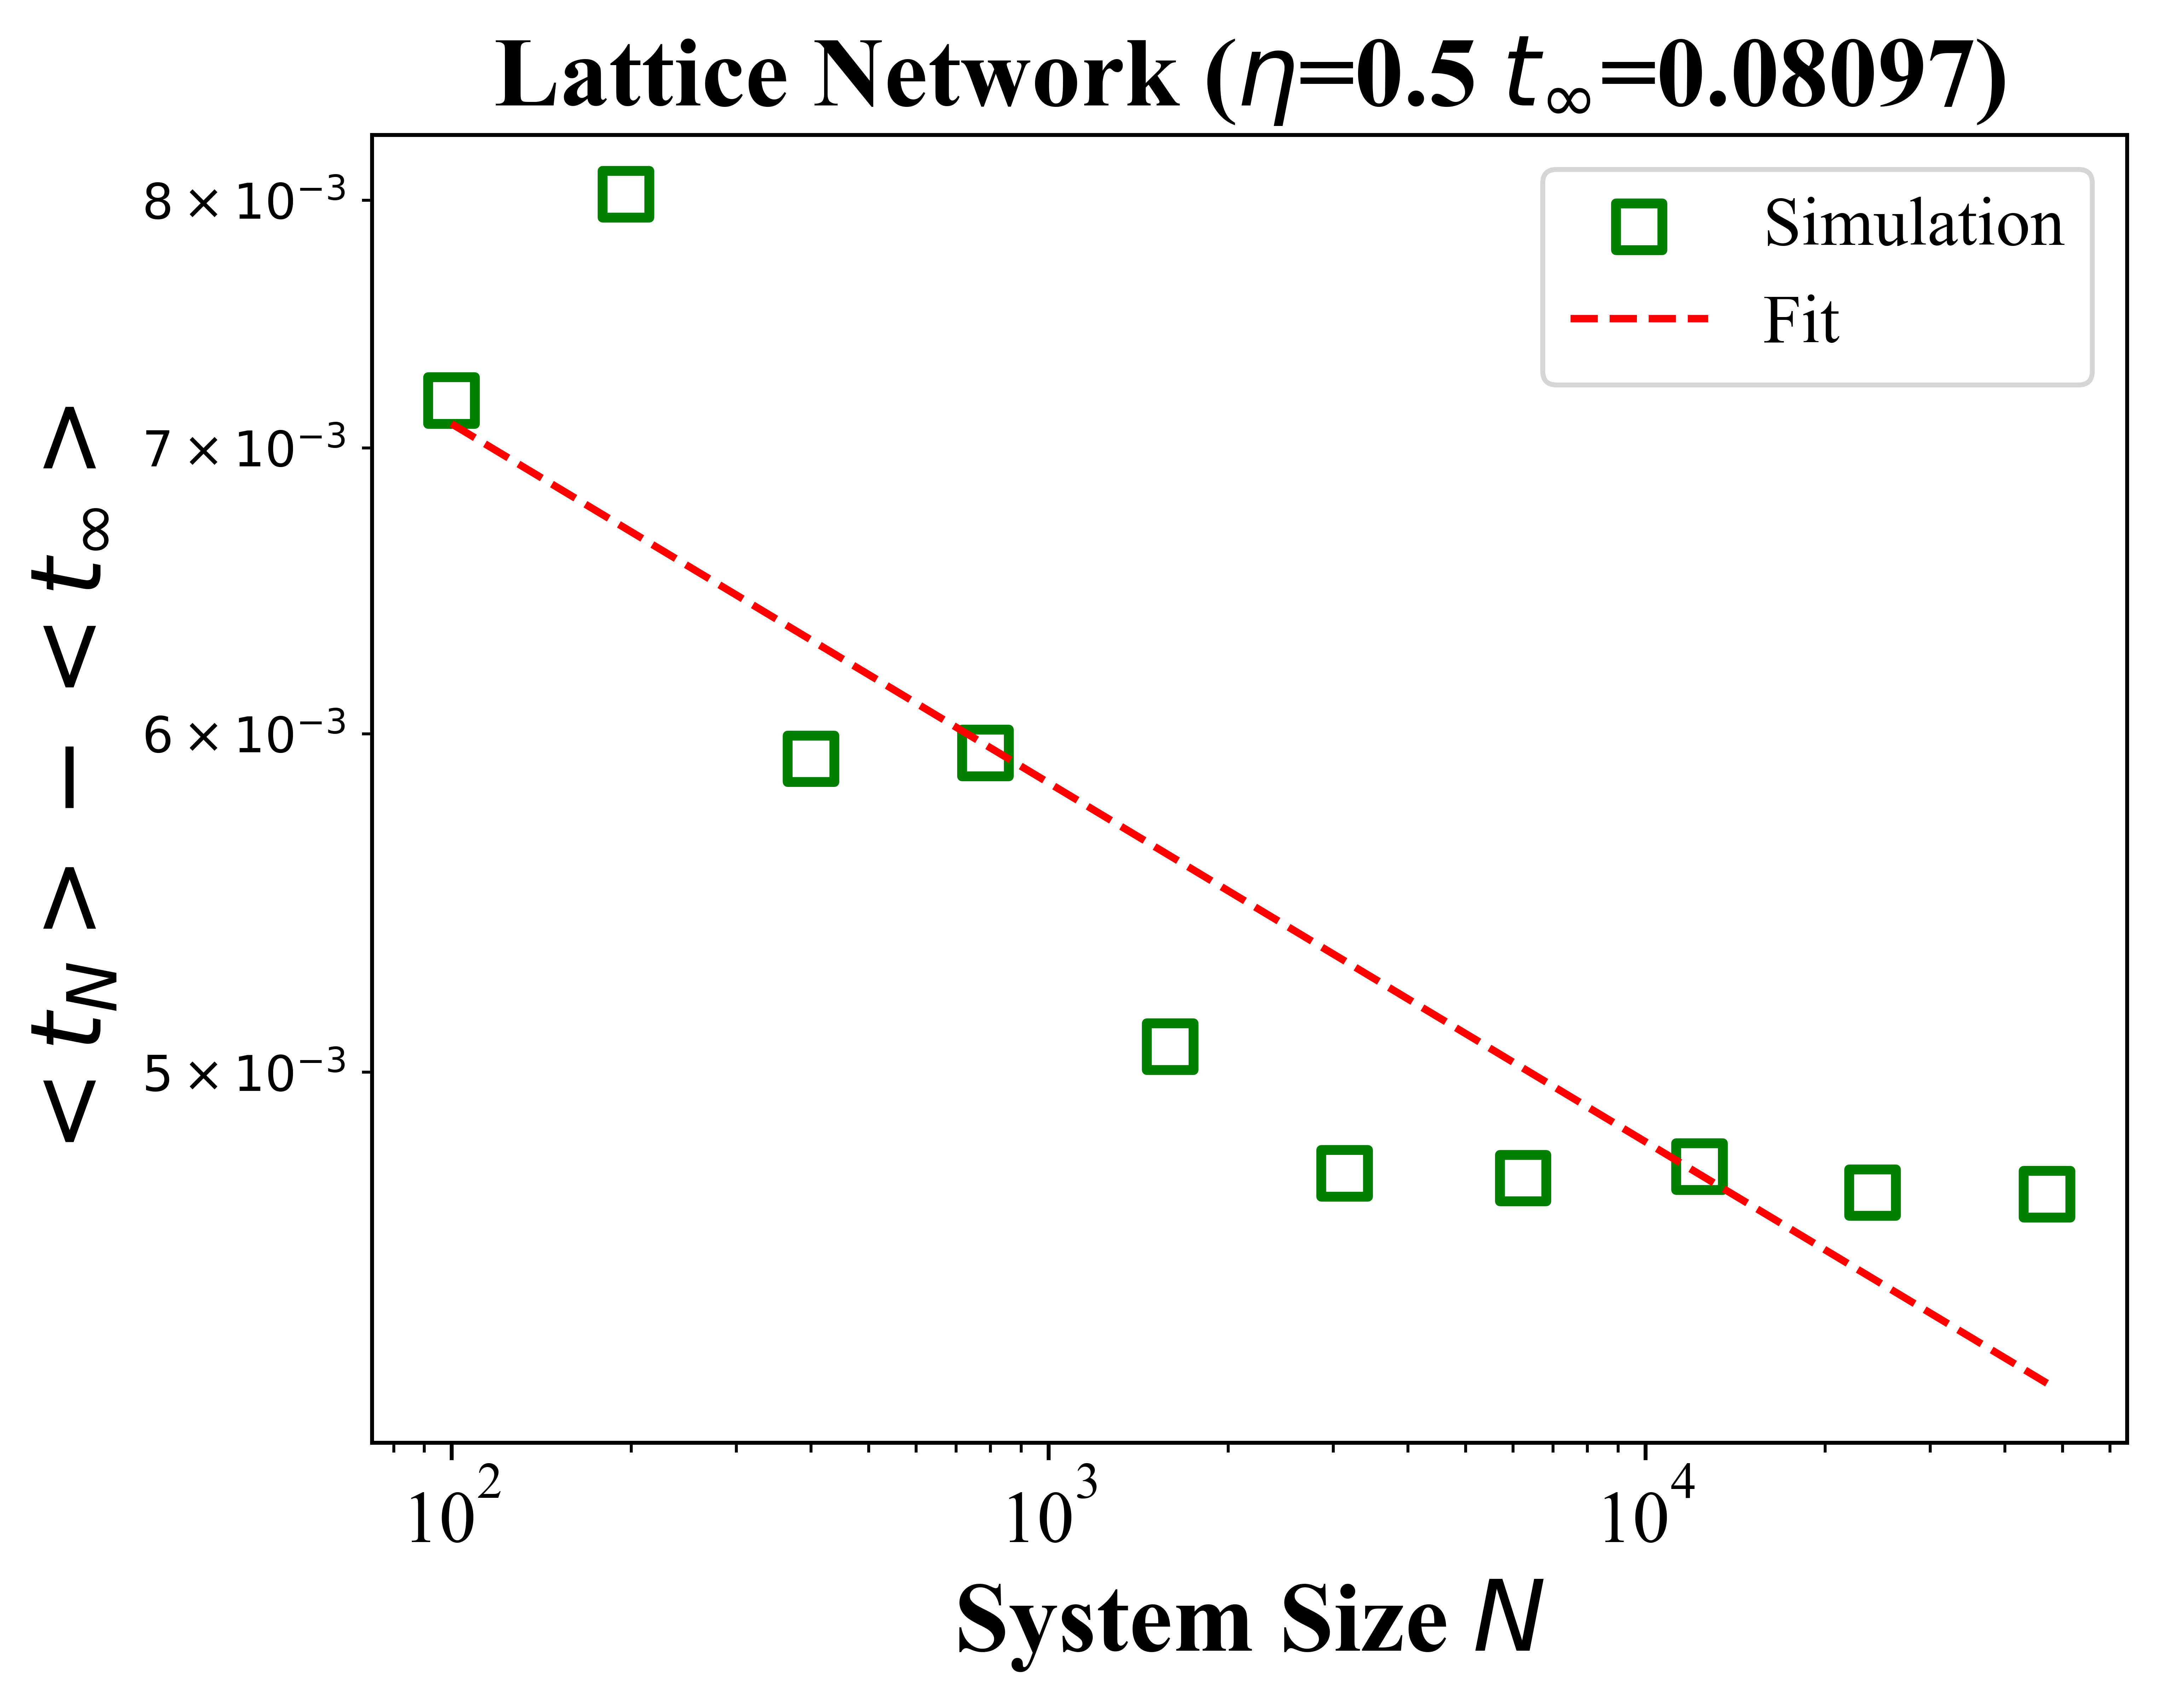 Lattice Network (η=0.5 t∞=0.08097)
Simulation
Fit
8×10⁻³
7×10⁻³
6×10⁻³
5×10⁻³
<t_N>−<t∞>
10² 10³ 10⁴
System Size N